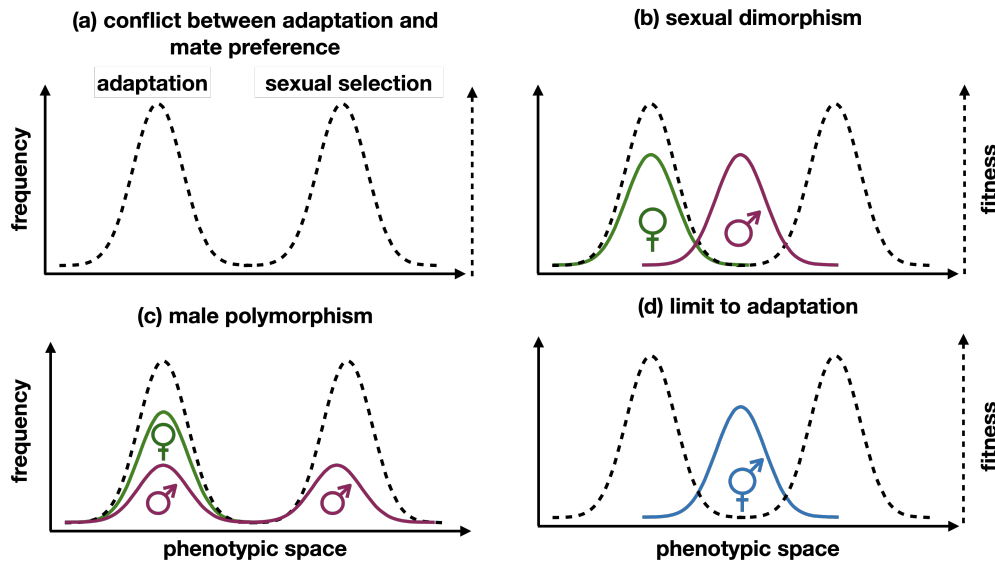 (a) conflict between adaptation and
mate preference
adaptation
sexual selection
frequency
(b) sexual dimorphism
fitness
(c) male polymorphism
frequency
phenotypic space
(d) limit to adaptation
fitness
phenotypic space